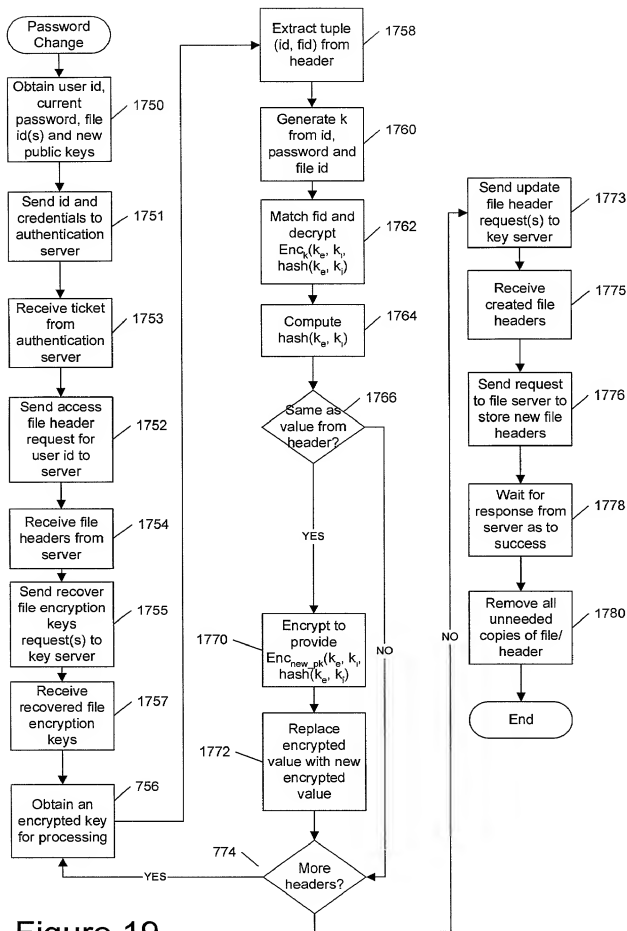 Password
Change
Obtain user id,
current
password, file
id(s) and new
public keys
1750
Send id and
credentials to
authentication
server
1751
Receive ticket
from
authentication
server
1753
Send access
file header
request for
user id to
server
1752
Receive file
headers from
server
1754
Send recover
file encryption
keys
request(s) to
key server
1755
Receive
recovered file
encryption
keys
1757
Obtain an
encrypted key
for processing
756
Extract tuple
(id, fid) from
header
1758
Generate k
from id,
password and
file id
1760
Match fid and
decrypt
Enck(ke, ki,
hash(ke, ki)
1762
Compute
hash(ke, ki)
1764
Same as
value from
header?
1766
YES
NO
Encrypt to
provide
Encnew_pk(ke, ki,
hash(ke, ki)
1770
Replace
encrypted
value with new
encrypted
value
1772
More
headers?
774
YES
NO
Send update
file header
request(s) to
key server
1773
Receive
created file
headers
1775
Send request
to file server to
store new file
headers
1776
Wait for
response from
server as to
success
1778
Remove all
unneeded
copies of file/
header
1780
End
Figure 19